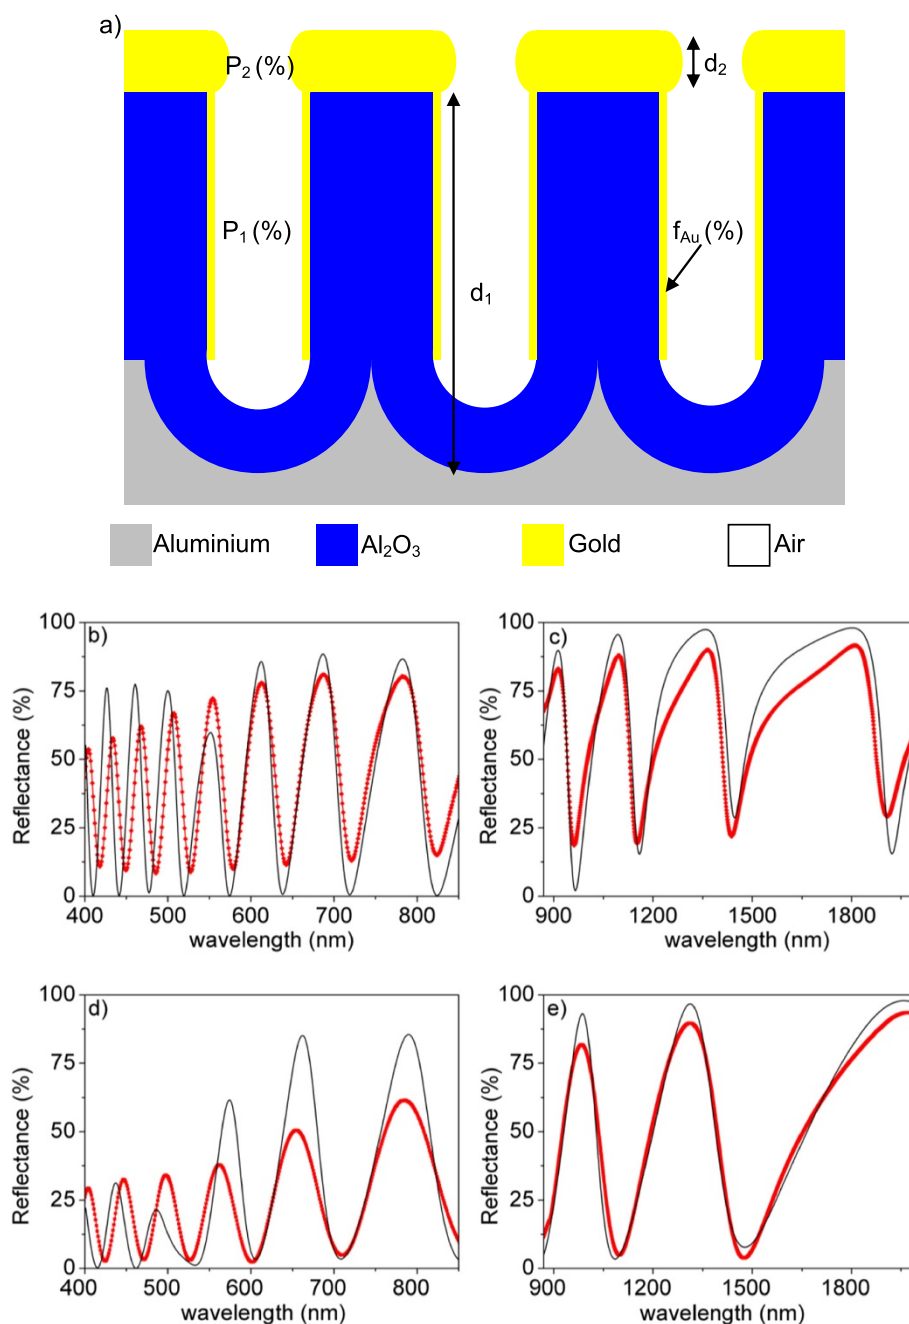 a)
P₂ (%)
d₂
P₁ (%)
f_Au (%)
d₁
Aluminium
Al₂O₃
Gold
Air
b)
100
75
50
25
0
Reflectance (%)
400 500 600 700 800
wavelength (nm)
c)
100
75
50
25
0
Reflectance (%)
900 1200 1500 1800
wavelength (nm)
d)
100
75
50
25
0
Reflectance (%)
400 500 600 700 800
wavelength (nm)
e)
100
75
50
25
0
Reflectance (%)
900 1200 1500 1800
wavelength (nm)